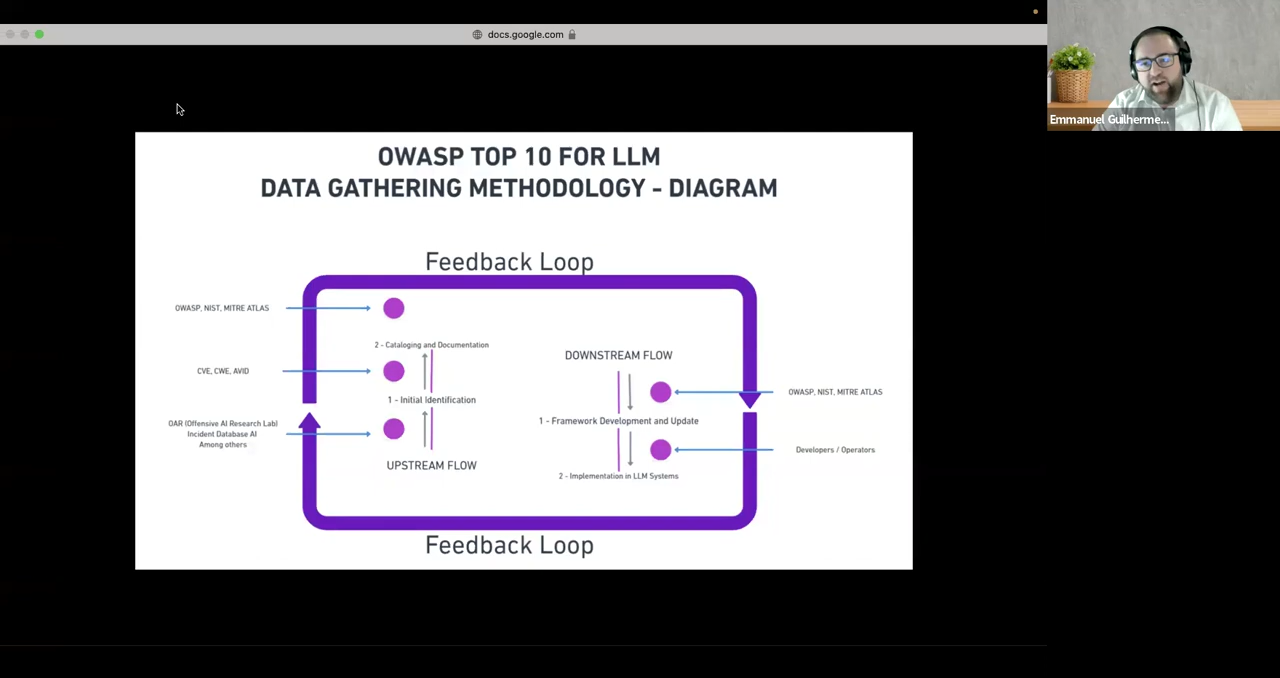 docs.google.com
Emmanuel Guilherme...
OWASP TOP 10 FOR LLM
DATA GATHERING METHODOLOGY - DIAGRAM
Feedback Loop
OWASP, NIST, MITRE ATLAS
2 - Cataloging and Documentation
CVE, CWE, AVID
1 - Initial Identification
OAR (Offensive AI Research Lab)
Incident Database AI
Among others
UPSTREAM FLOW
DOWNSTREAM FLOW
OWASP, NIST, MITRE ATLAS
1 - Framework Development and Update
Developers / Operators
2 - Implementation in LLM Systems
Feedback Loop